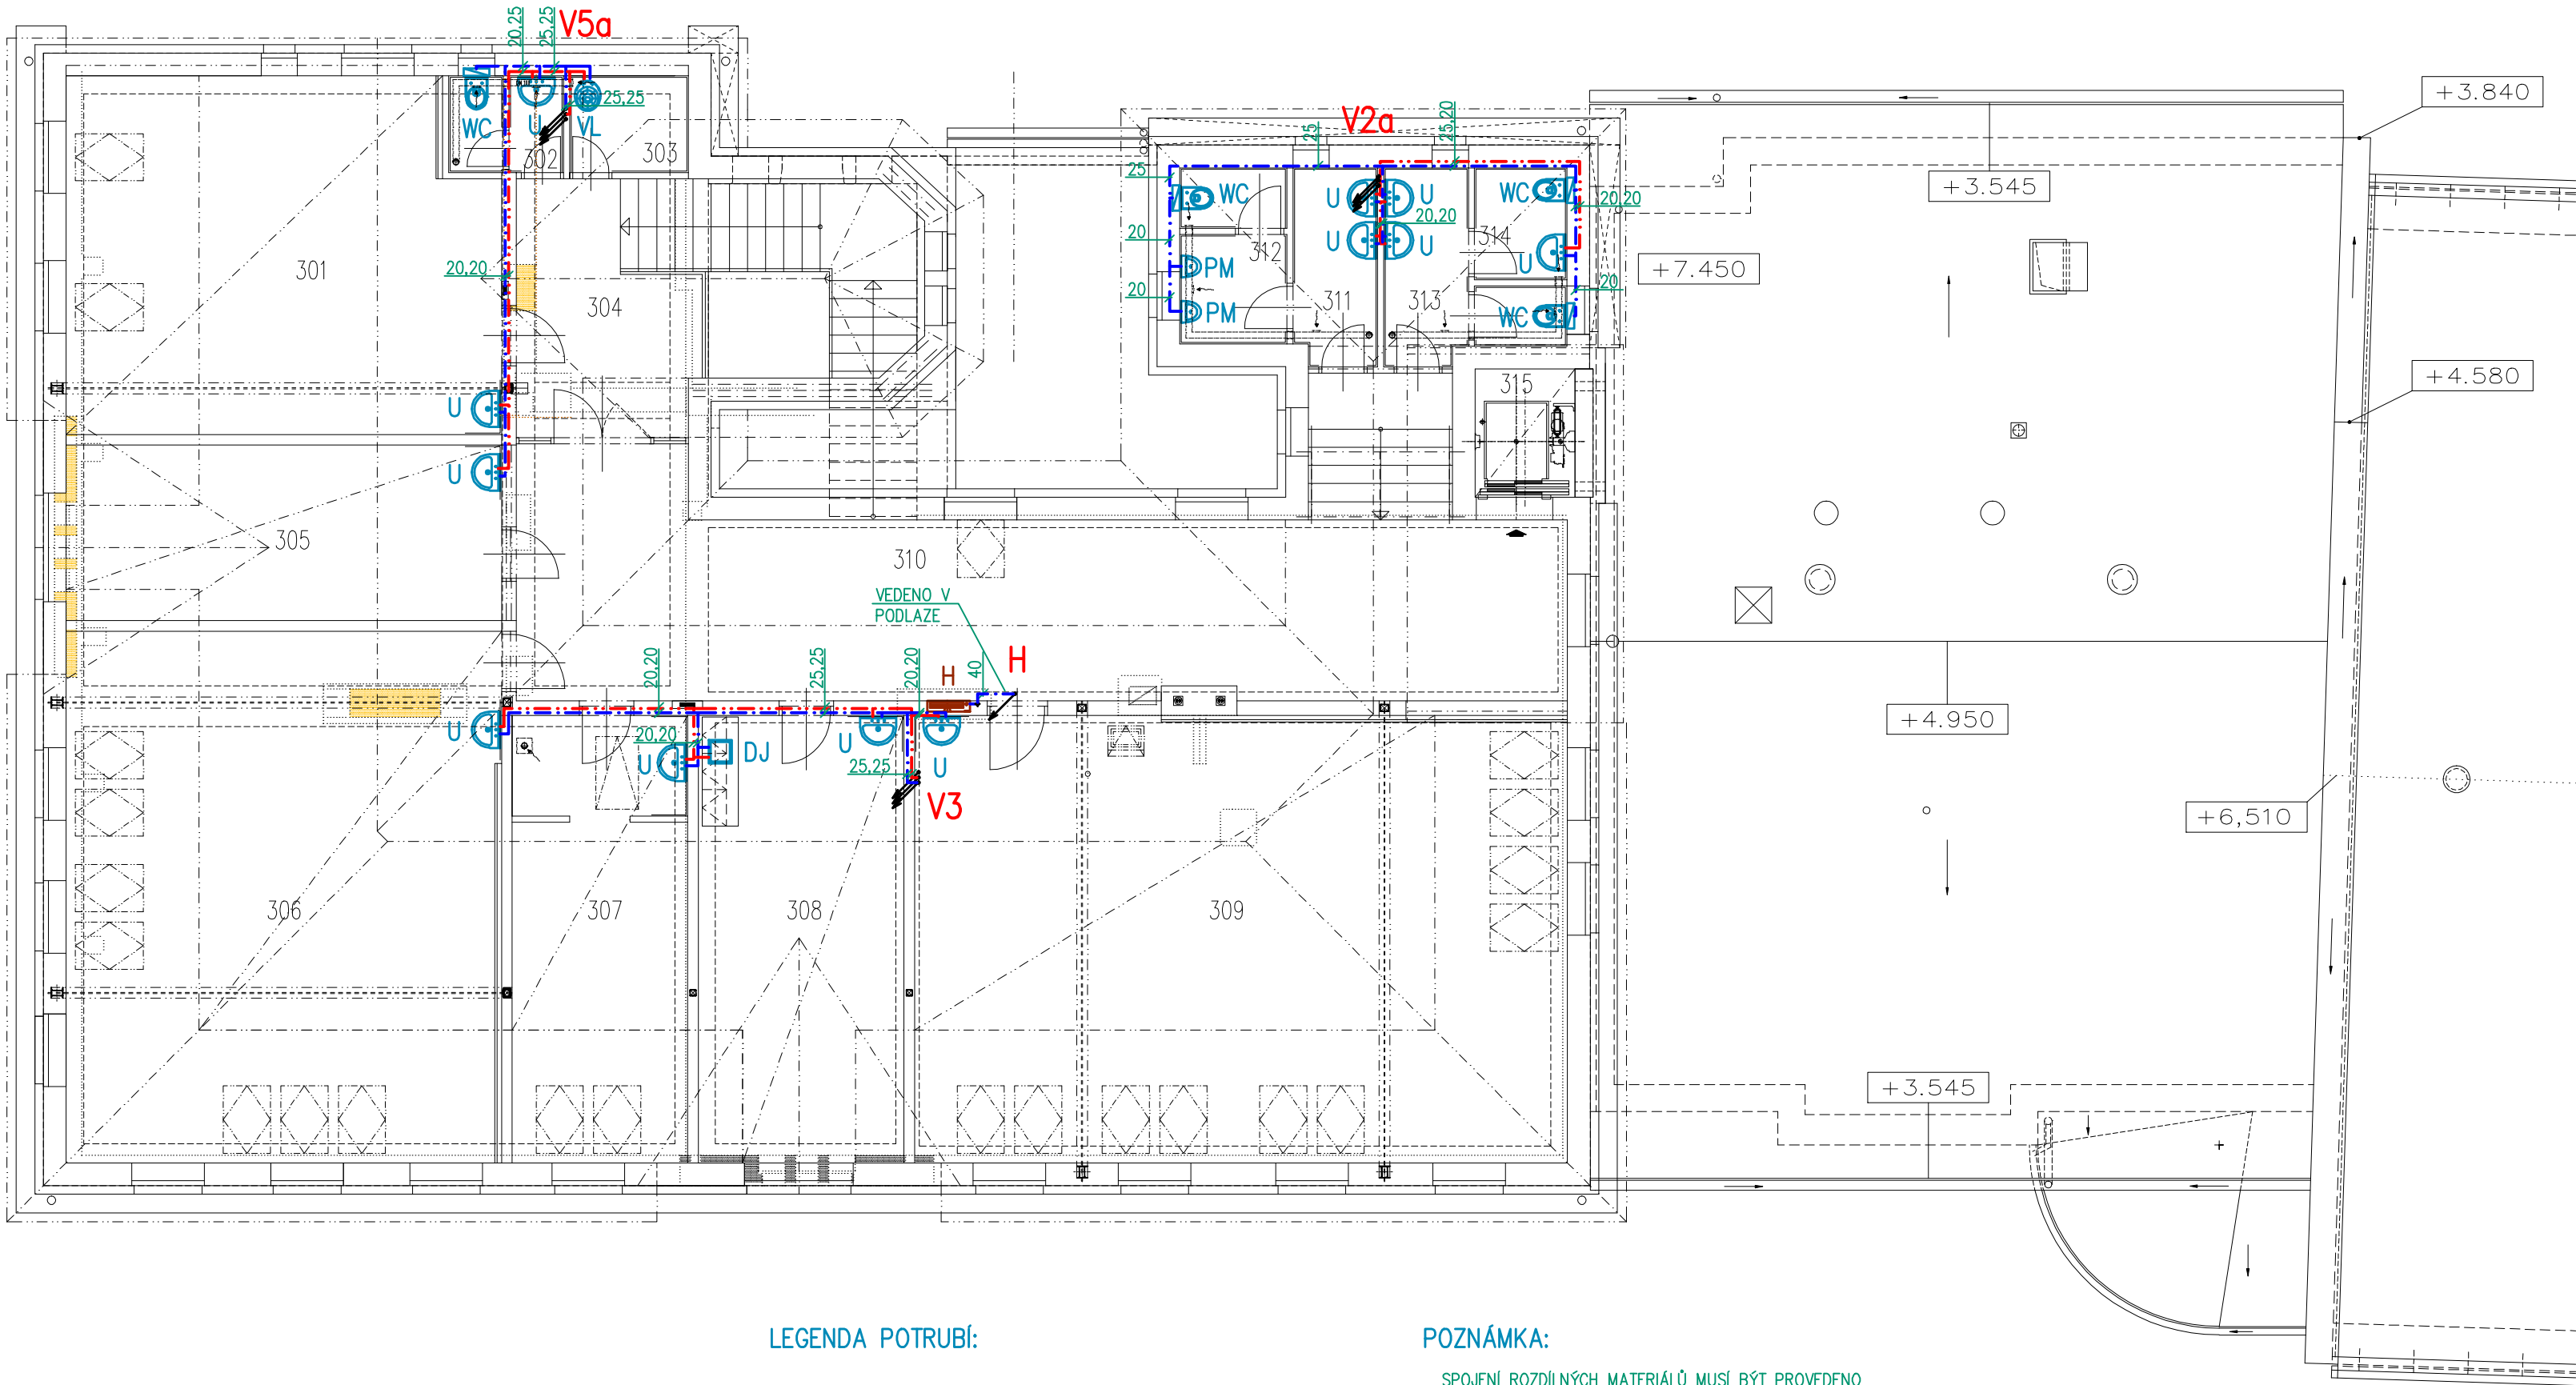 20,25
25,25
V5a
25,25
WC
U
VL
302
303
301
20,20
304
U
U
305
V2a
25
25,20
25
WC
U
U
WC
20,20
20,20
20
U
U
312
314
U
PM
20
20
PM
311
313
WC
315
+3.840
+3.545
+7.450
+4.580
310
VEDENO V
PODLAZE
20,20
25,25
20,20
H
40
H
U
20,20
U
DJ
U
25,25
U
V3
+4.950
+6,510
306
307
308
309
+3.545
LEGENDA POTRUBÍ:
POZNÁMKA:
SPOJENÍ ROZDÍLNÝCH MATERIÁLŮ MUSÍ BÝT PROVEDENO